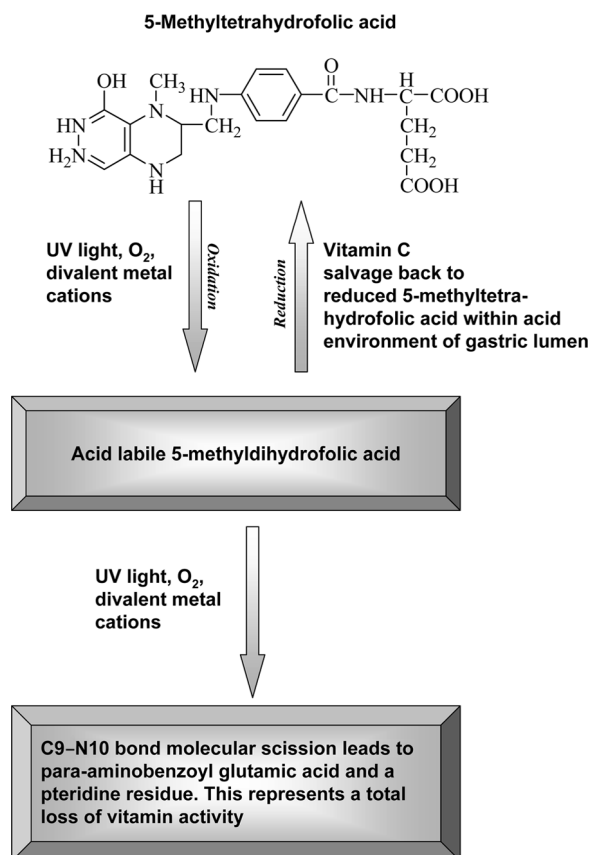 5-Methyltetrahydrofolic acid
OH
CH₃
N
HN
H₂N
N
H
HN
CH₂
O
C
NH
H
C
COOH
CH₂
CH₂
COOH
UV light, O₂,
divalent metal
cations
Oxidation
Reduction
Vitamin C
salvage back to
reduced 5-methyltetra-
hydrofolic acid within acid
environment of gastric lumen
Acid labile 5-methyldihydrofolic acid
UV light, O₂,
divalent metal
cations
C9–N10 bond molecular scission leads to
para-aminobenzoyl glutamic acid and a
pteridine residue. This represents a total
loss of vitamin activity